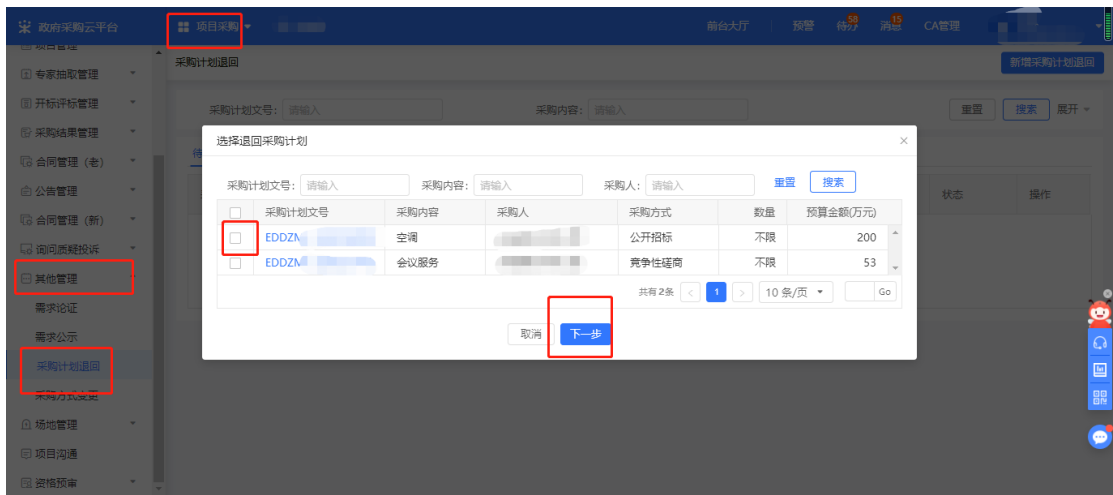 政府采购云平台
项目采购
前台大厅
预警
待办
58
消息
15
CA管理
项目管理
专家抽取管理
开标评标管理
采购结果管理
合同管理（老）
公告管理
合同管理（新）
询问质疑投诉
其他管理
需求论证
需求公示
采购计划退回
采购方式变更
场地管理
项目沟通
资格预审
采购计划退回
新增采购计划退回
采购计划文号： 请输入 采购内容： 请输入 重置 搜索 展开
待
状态 操作
选择退回采购计划
采购计划文号： 请输入 采购内容： 请输入 采购人： 请输入 重置 搜索
采购计划文号 采购内容 采购人 采购方式 数量 预算金额(万元)
EDDZM 空调 公开招标 不限 200
EDDZM 会议服务 竞争性磋商 不限 53
共有2条 < 1 > 10 条/页 Go
取消 下一步